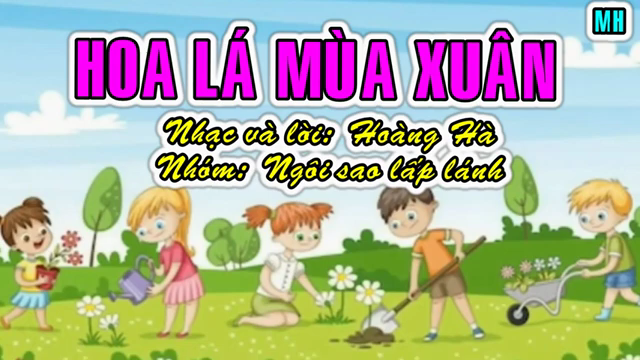 MH
HOA LÁ MÙA XUÂN
Nhạc và lời: Hoàng Hà
Nhóm: Ngôi sao lấp lánh